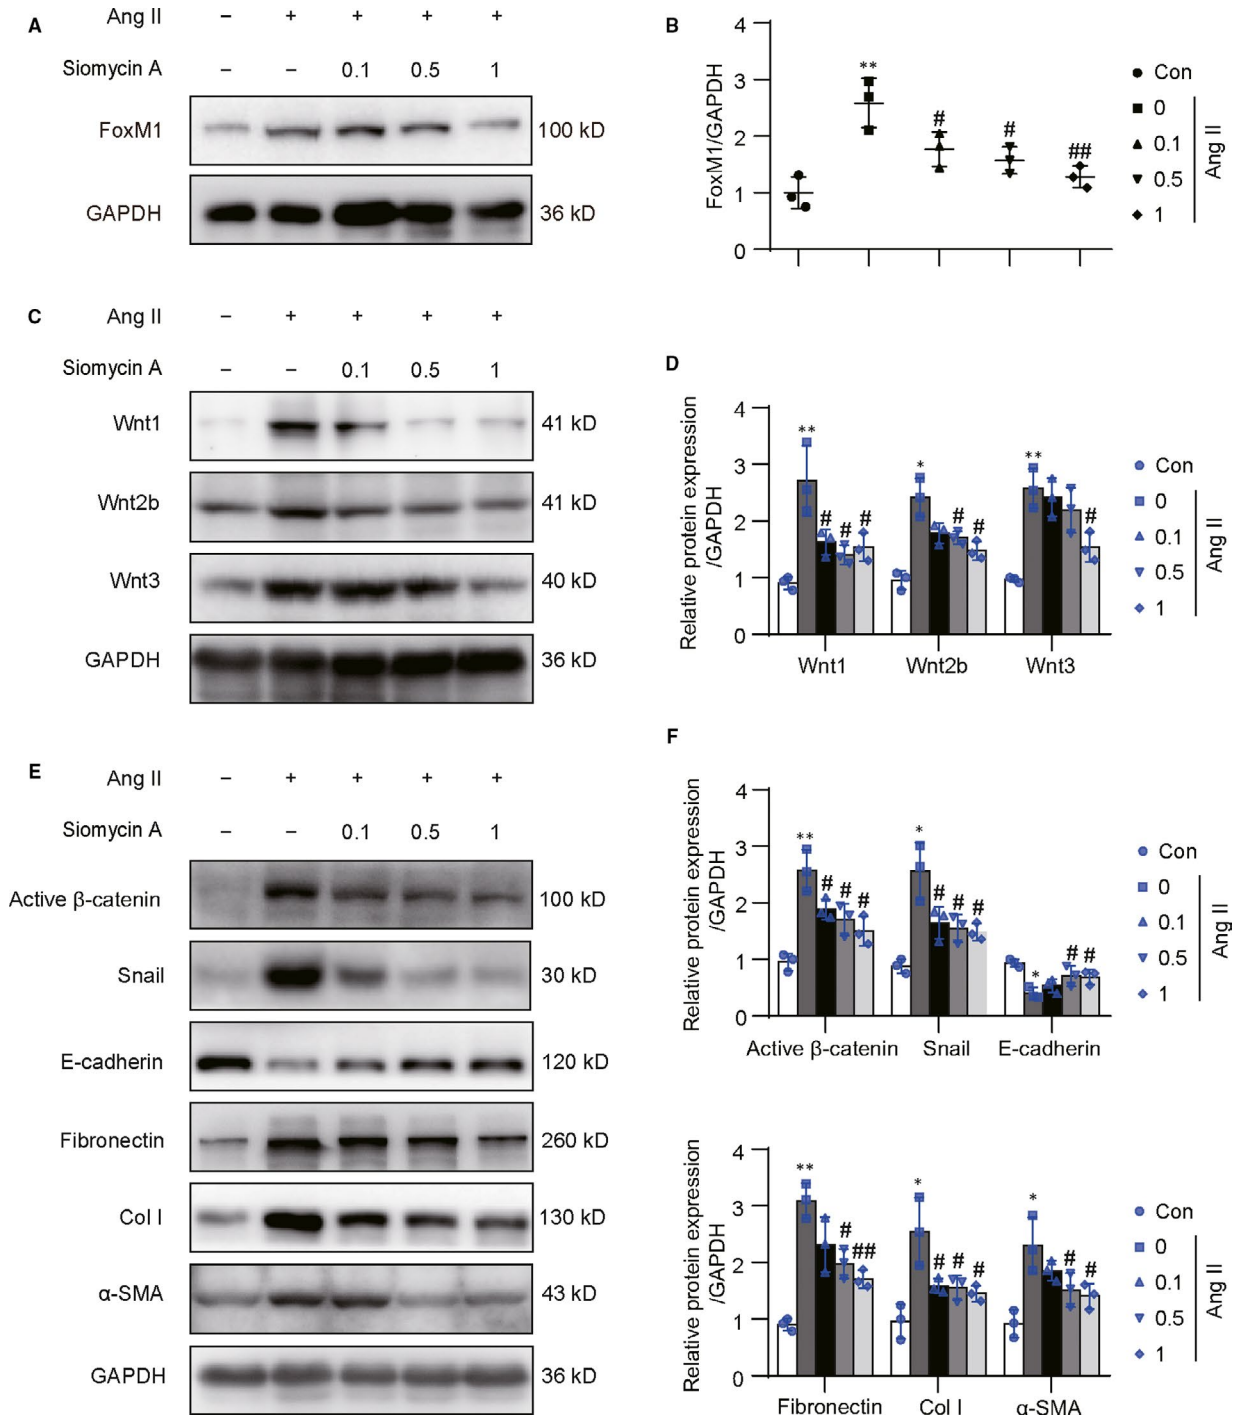 A
Ang II – + + + +
Siomycin A – – 0.1 0.5 1
FoxM1 100 kD
GAPDH 36 kD
B
FoxM1/GAPDH
4
3
2
1
0
**
#
#
##
Con
0
0.1
0.5
1
Ang II
C
Ang II – + + + +
Siomycin A – – 0.1 0.5 1
Wnt1 41 kD
Wnt2b 41 kD
Wnt3 40 kD
GAPDH 36 kD
D
Relative protein expression
/GAPDH
4
3
2
1
0
** # # #
* # #
** #
Wnt1 Wnt2b Wnt3
Con
0
0.1
0.5
1
Ang II
E
Ang II – + + + +
Siomycin A – – 0.1 0.5 1
Active β-catenin 100 kD
Snail 30 kD
E-cadherin 120 kD
Fibronectin 260 kD
Col I 130 kD
α-SMA 43 kD
GAPDH 36 kD
F
Relative protein expression
/GAPDH
4
3
2
1
0
** # # #
* # # #
* # #
Active β-catenin Snail E-cadherin
Con
0
0.1
0.5
1
Ang II
Relative protein expression
/GAPDH
4
3
2
1
0
** # ##
* # # #
* # #
Fibronectin Col I α-SMA
Con
0
0.1
0.5
1
Ang II